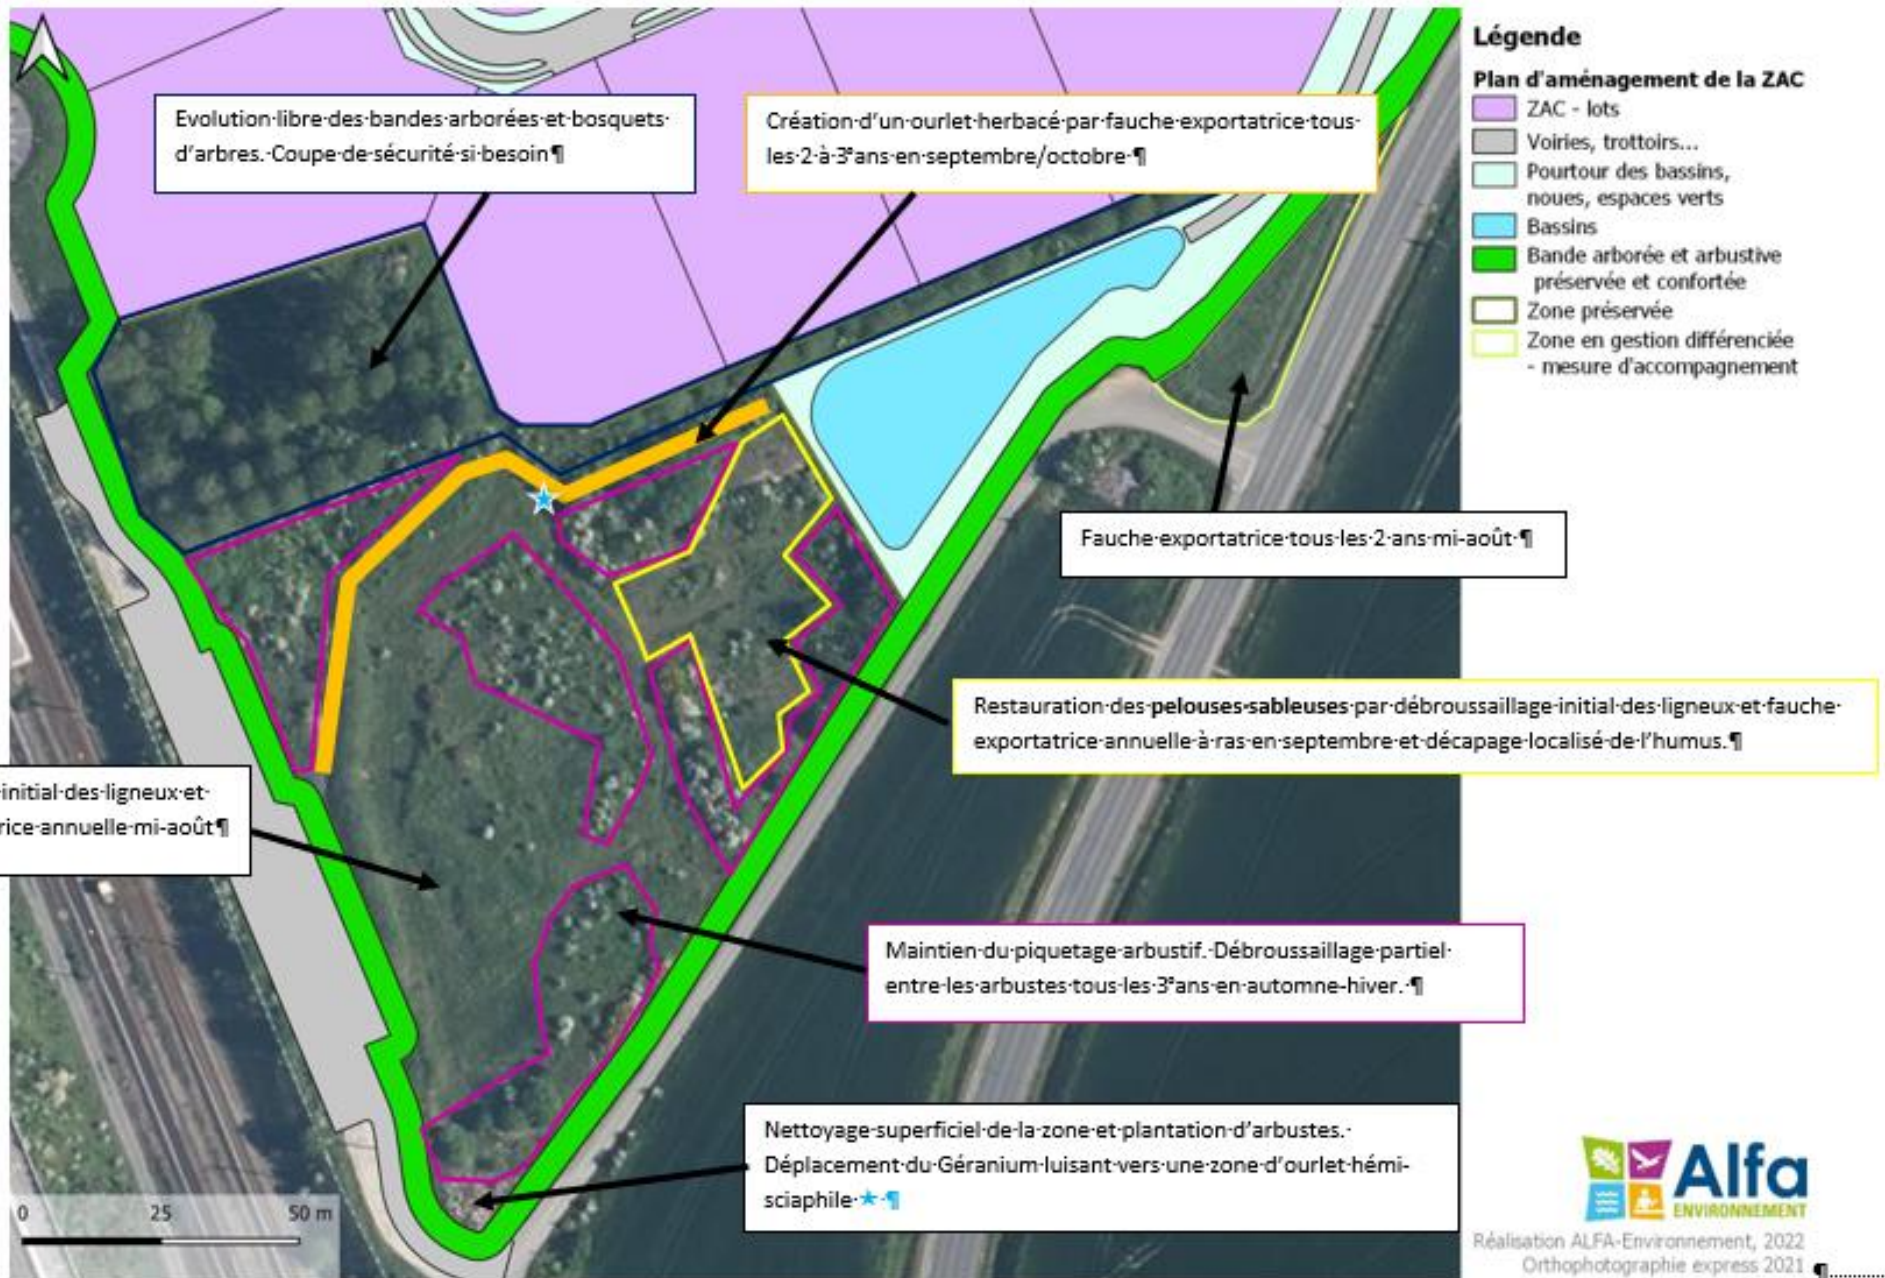 Evolution·libre·des·bandes·arborées·et·bosquets·
d'arbres.·Coupe·de·sécurité·si·besoin¶
Création·d'un·ourlet·herbacé·par·fauche·exportatrice·tous·
les·2·à·3°ans·en·septembre/octobre·¶
Légende
Plan d'aménagement de la ZAC
ZAC - lots
Voiries, trottoirs...
Pourtour des bassins,
noues, espaces verts
Bassins
Bande arborée et arbustive
préservée et confortée
Zone préservée
Zone en gestion différenciée
- mesure d'accompagnement
Fauche·exportatrice·tous·les·2·ans·mi-août·¶
Restauration·des·pelouses·sableuses·par·débroussaillage·initial·des·ligneux·et·fauche·
exportatrice·annuelle·à·ras·en·septembre·et·décapage·localisé·de·l'humus.¶
initial·des·ligneux·et·
rice·annuelle·mi-août¶
Maintien·du·piquetage·arbustif.·Débroussaillage·partiel·
entre·les·arbustes·tous·les·3°ans·en·automne-hiver.·¶
Nettoyage·superficiel·de·la·zone·et·plantation·d'arbustes.·
Déplacement·du·Géranium·luisant·vers·une·zone·d'ourlet·hémi-
sciaphile·★·¶
0 25 50 m
Alfa
ENVIRONNEMENT
Réalisation ALFA-Environnement, 2022
Orthophotographie express 2021 ¶